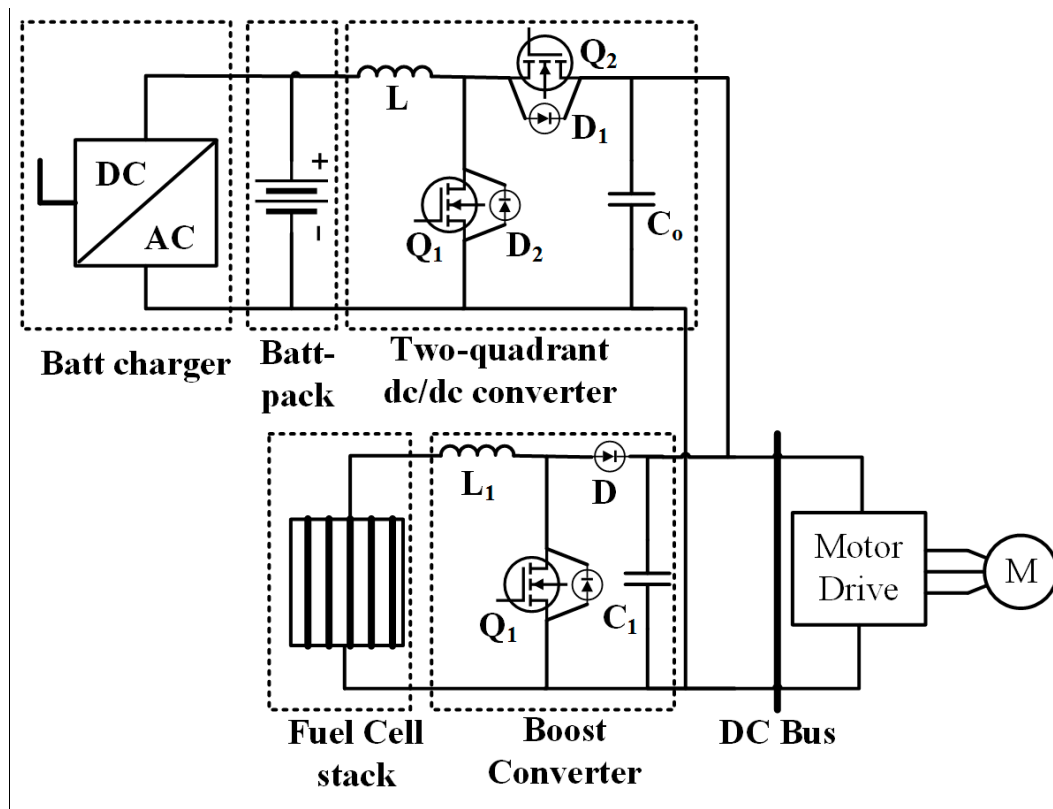 Q₂
DC
AC
L
D₁
+
-
Q₁
D₂
Cₒ
Batt charger
Batt-
pack
Two-quadrant
dc/dc converter
L₁
D
Q₁
C₁
Motor
Drive
M
Fuel Cell
stack
Boost
Converter
DC Bus